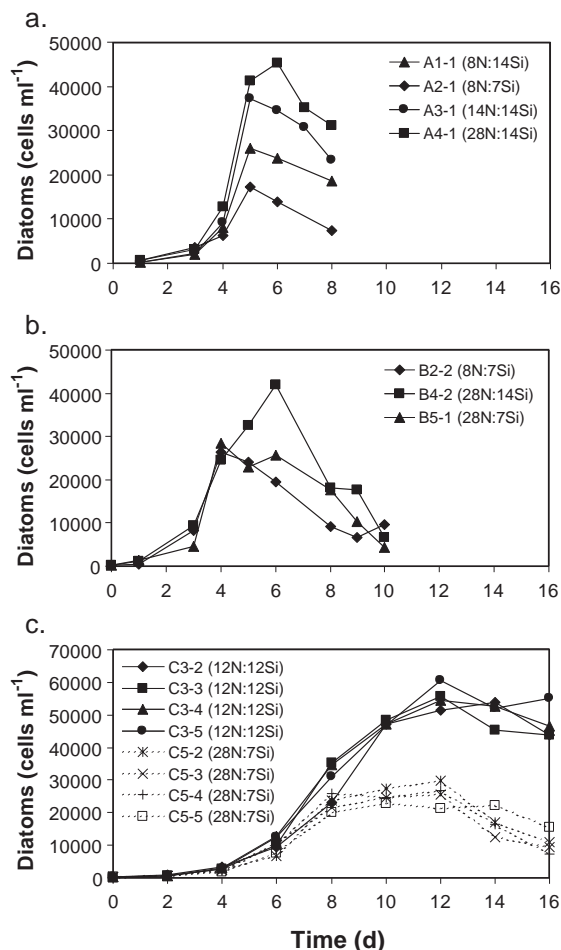 a.
50000
40000
30000
20000
10000
0
Diatoms (cells ml-1)
0 2 4 6 8 10 12 14 16
A1-1 (8N:14Si)
A2-1 (8N:7Si)
A3-1 (14N:14Si)
A4-1 (28N:14Si)
b.
50000
40000
30000
20000
10000
0
Diatoms (cells ml-1)
0 2 4 6 8 10 12 14 16
B2-2 (8N:7Si)
B4-2 (28N:14Si)
B5-1 (28N:7Si)
c.
70000
60000
50000
40000
30000
20000
10000
0
Diatoms (cells ml-1)
C3-2 (12N:12Si)
C3-3 (12N:12Si)
C3-4 (12N:12Si)
C3-5 (12N:12Si)
C5-2 (28N:7Si)
C5-3 (28N:7Si)
C5-4 (28N:7Si)
C5-5 (28N:7Si)
0 2 4 6 8 10 12 14 16
Time (d)